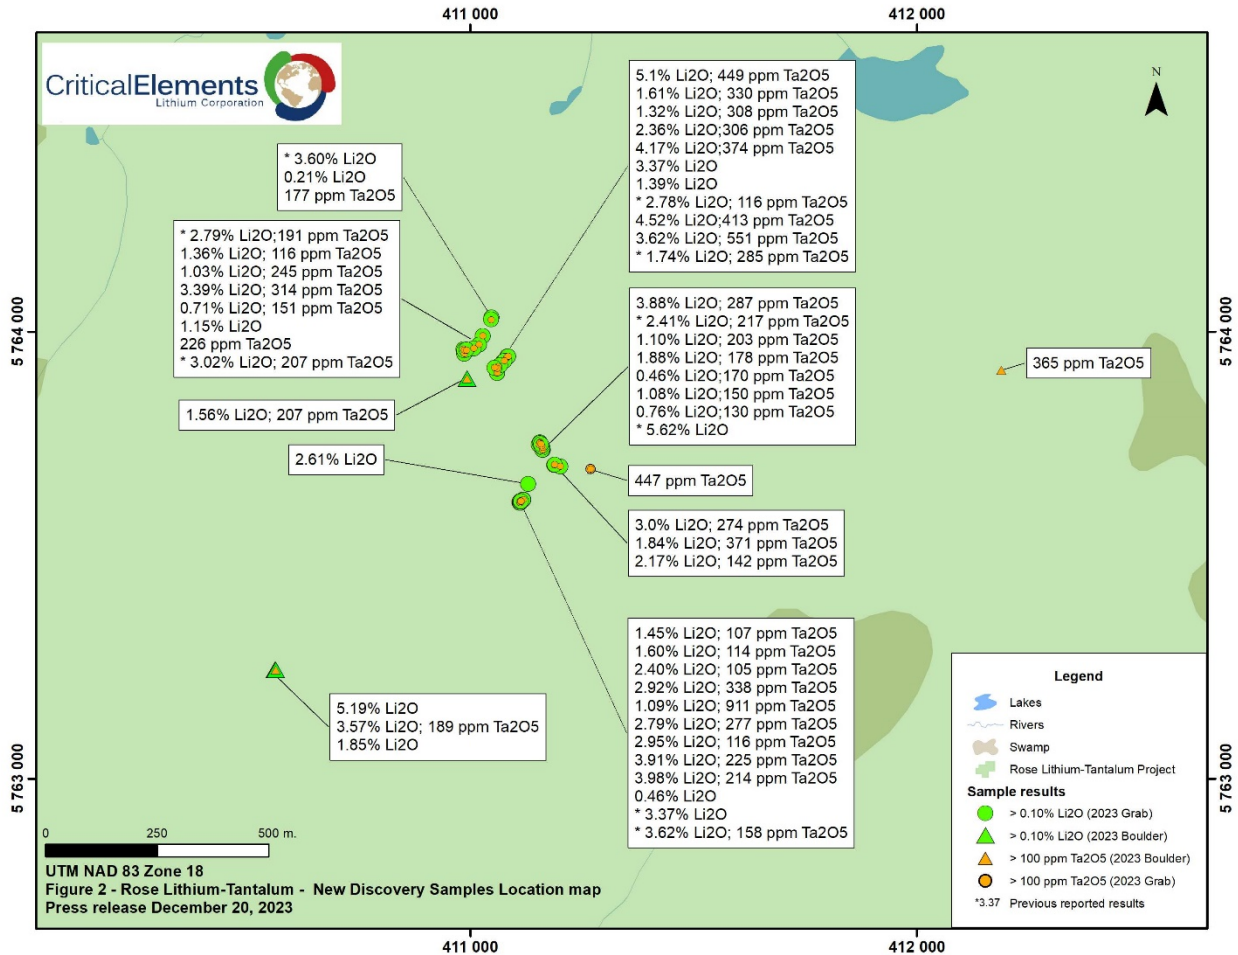 411 000
412 000
CriticalElements
Lithium Corporation
N
5.1% Li2O; 449 ppm Ta2O5
1.61% Li2O; 330 ppm Ta2O5
1.32% Li2O; 308 ppm Ta2O5
2.36% Li2O;306 ppm Ta2O5
4.17% Li2O;374 ppm Ta2O5
3.37% Li2O
1.39% Li2O
* 2.78% Li2O; 116 ppm Ta2O5
4.52% Li2O;413 ppm Ta2O5
3.62% Li2O; 551 ppm Ta2O5
* 1.74% Li2O; 285 ppm Ta2O5
* 3.60% Li2O
0.21% Li2O
177 ppm Ta2O5
* 2.79% Li2O;191 ppm Ta2O5
1.36% Li2O; 116 ppm Ta2O5
1.03% Li2O; 245 ppm Ta2O5
3.39% Li2O; 314 ppm Ta2O5
0.71% Li2O; 151 ppm Ta2O5
1.15% Li2O
226 ppm Ta2O5
* 3.02% Li2O; 207 ppm Ta2O5
5 764 000
5 764 000
3.88% Li2O; 287 ppm Ta2O5
* 2.41% Li2O; 217 ppm Ta2O5
1.10% Li2O; 203 ppm Ta2O5
1.88% Li2O; 178 ppm Ta2O5
0.46% Li2O;170 ppm Ta2O5
1.08% Li2O;150 ppm Ta2O5
0.76% Li2O;130 ppm Ta2O5
* 5.62% Li2O
365 ppm Ta2O5
1.56% Li2O; 207 ppm Ta2O5
2.61% Li2O
447 ppm Ta2O5
3.0% Li2O; 274 ppm Ta2O5
1.84% Li2O; 371 ppm Ta2O5
2.17% Li2O; 142 ppm Ta2O5
1.45% Li2O; 107 ppm Ta2O5
1.60% Li2O; 114 ppm Ta2O5
2.40% Li2O; 105 ppm Ta2O5
2.92% Li2O; 338 ppm Ta2O5
1.09% Li2O; 911 ppm Ta2O5
2.79% Li2O; 277 ppm Ta2O5
2.95% Li2O; 116 ppm Ta2O5
3.91% Li2O; 225 ppm Ta2O5
3.98% Li2O; 214 ppm Ta2O5
0.46% Li2O
* 3.37% Li2O
* 3.62% Li2O; 158 ppm Ta2O5
5.19% Li2O
3.57% Li2O; 189 ppm Ta2O5
1.85% Li2O
5 763 000
5 763 000
Legend
Lakes
Rivers
Swamp
Rose Lithium-Tantalum Project
Sample results
> 0.10% Li2O (2023 Grab)
> 0.10% Li2O (2023 Boulder)
> 100 ppm Ta2O5 (2023 Boulder)
> 100 ppm Ta2O5 (2023 Grab)
*3.37 Previous reported results
0 250 500 m.
UTM NAD 83 Zone 18
Figure 2 - Rose Lithium-Tantalum - New Discovery Samples Location map
Press release December 20, 2023
411 000
412 000